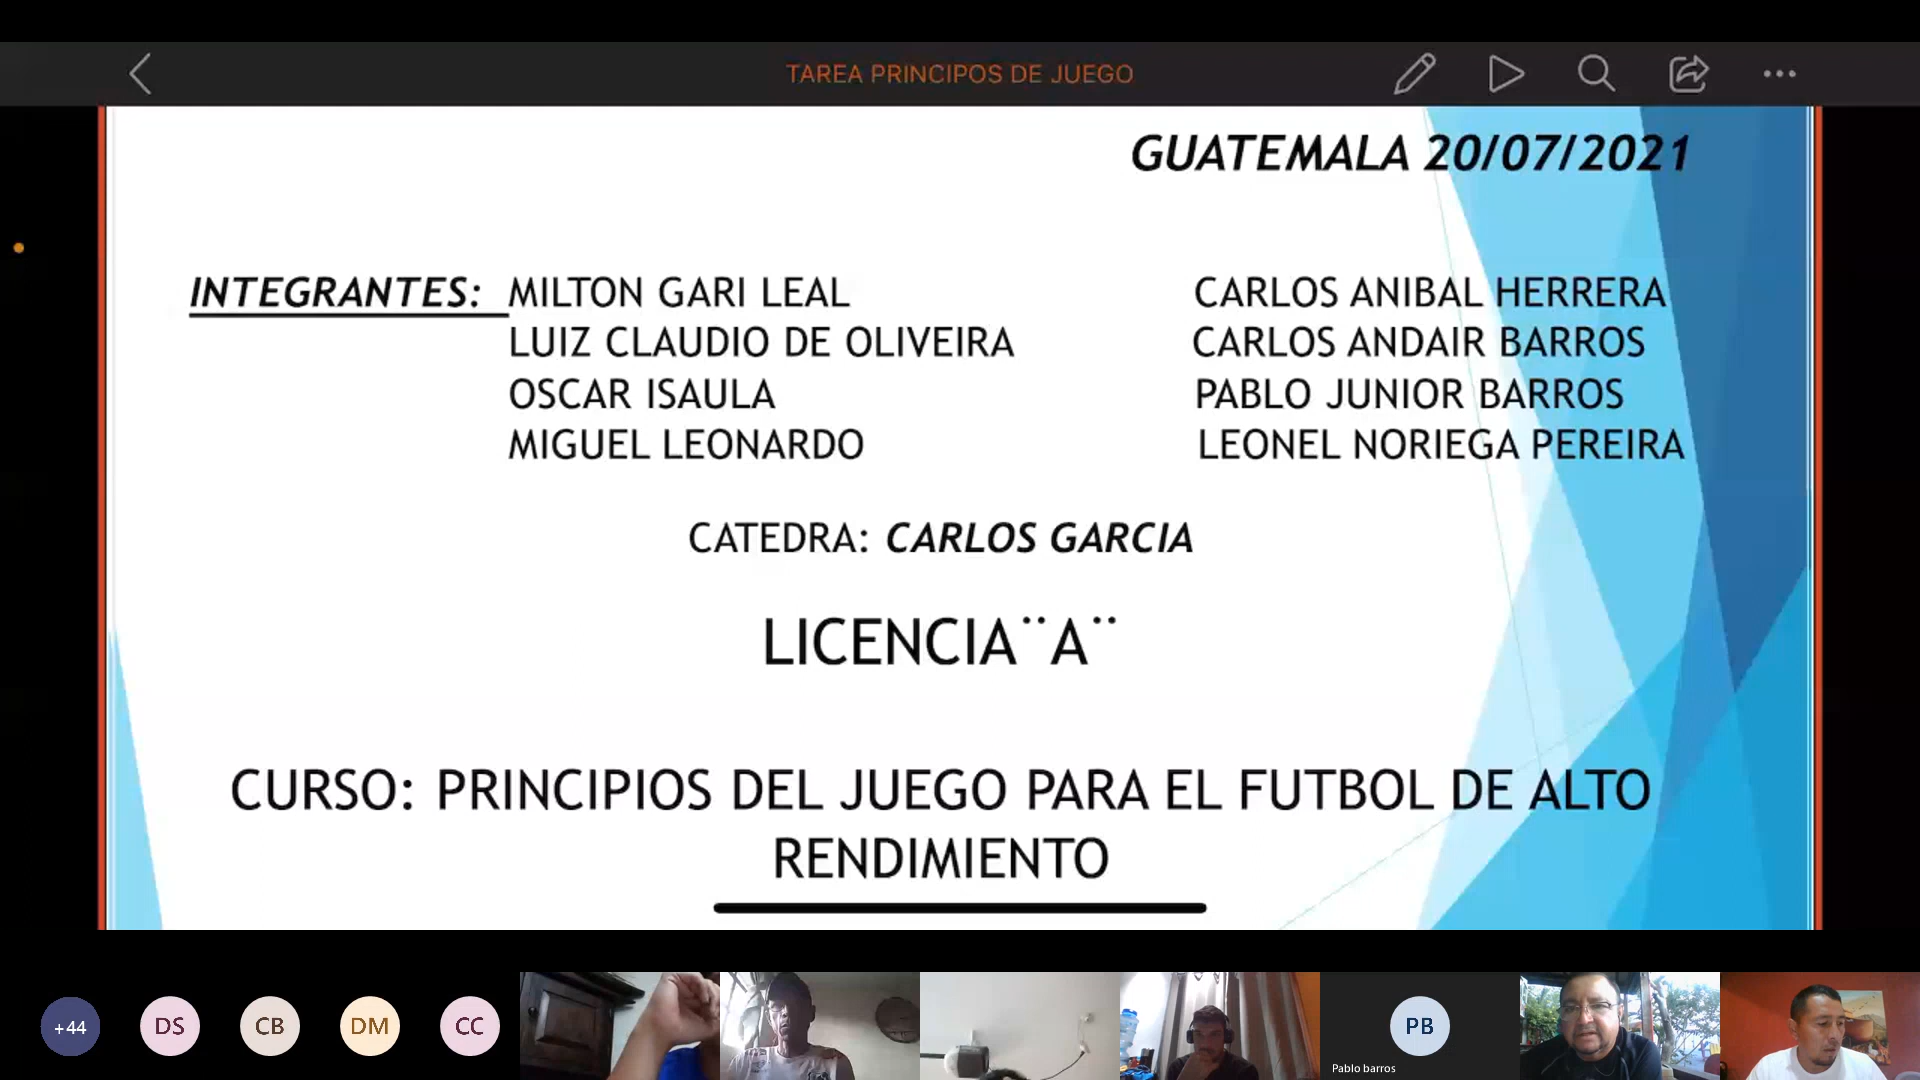 TAREA PRINCIPOS DE JUEGO
GUATEMALA 20/07/2021
INTEGRANTES: MILTON GARI LEAL CARLOS ANIBAL HERRERA
LUIZ CLAUDIO DE OLIVEIRA CARLOS ANDAIR BARROS
OSCAR ISAULA PABLO JUNIOR BARROS
MIGUEL LEONARDO LEONEL NORIEGA PEREIRA
CATEDRA: CARLOS GARCIA
LICENCIA¨A¨
CURSO: PRINCIPIOS DEL JUEGO PARA EL FUTBOL DE ALTO
RENDIMIENTO
+44 DS CB DM CC PB
Pablo barros